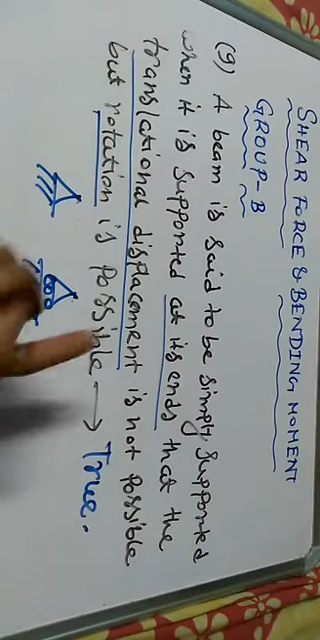 SHEAR FORCE & BENDING MOMENT
GROUP-B
(9) A beam is said to be simply supported
when it is supported at its ends that the
translational displacement is not possible
but rotation is possible → True.